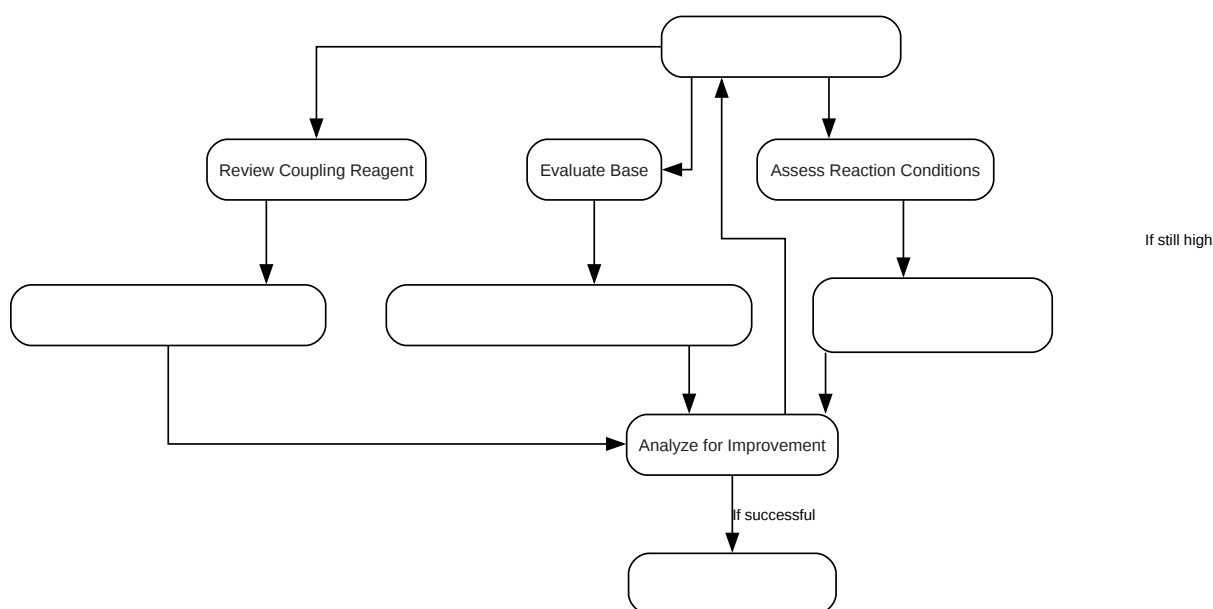 Review Coupling Reagent
Evaluate Base
Assess Reaction Conditions
If still high
Analyze for Improvement
If successful